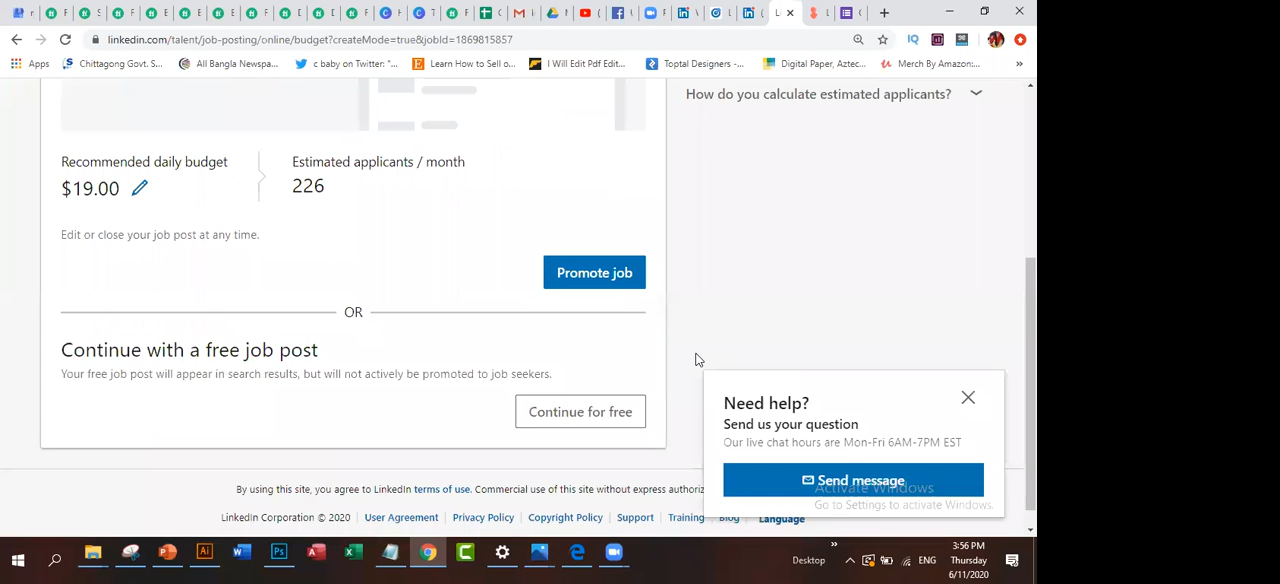 linkedin.com/talent/job-posting/online/budget?createMode=true&jobId=1869815857
IQ
Apps
Chittagong Govt. S...
All Bangla Newspa...
c baby on Twitter: "...
Learn How to Sell o...
I Will Edit Pdf Edit...
Toptal Designers -...
Digital Paper, Aztec...
Merch By Amazon:...
»
How do you calculate estimated applicants?
Recommended daily budget
$19.00
Estimated applicants / month
226
Edit or close your job post at any time.
Promote job
OR
Continue with a free job post
Your free job post will appear in search results, but will not actively be promoted to job seekers.
Continue for free
Need help?
Send us your question
Our live chat hours are Mon-Fri 6AM-7PM EST
Send message
Activate Windows
Go to Settings to activate Windows.
By using this site, you agree to LinkedIn terms of use. Commercial use of this site without express authoriz
LinkedIn Corporation © 2020
User Agreement
Privacy Policy
Copyright Policy
Support
Training
Blog
Language
Desktop
»
ENG
3:56 PM
Thursday
6/11/2020